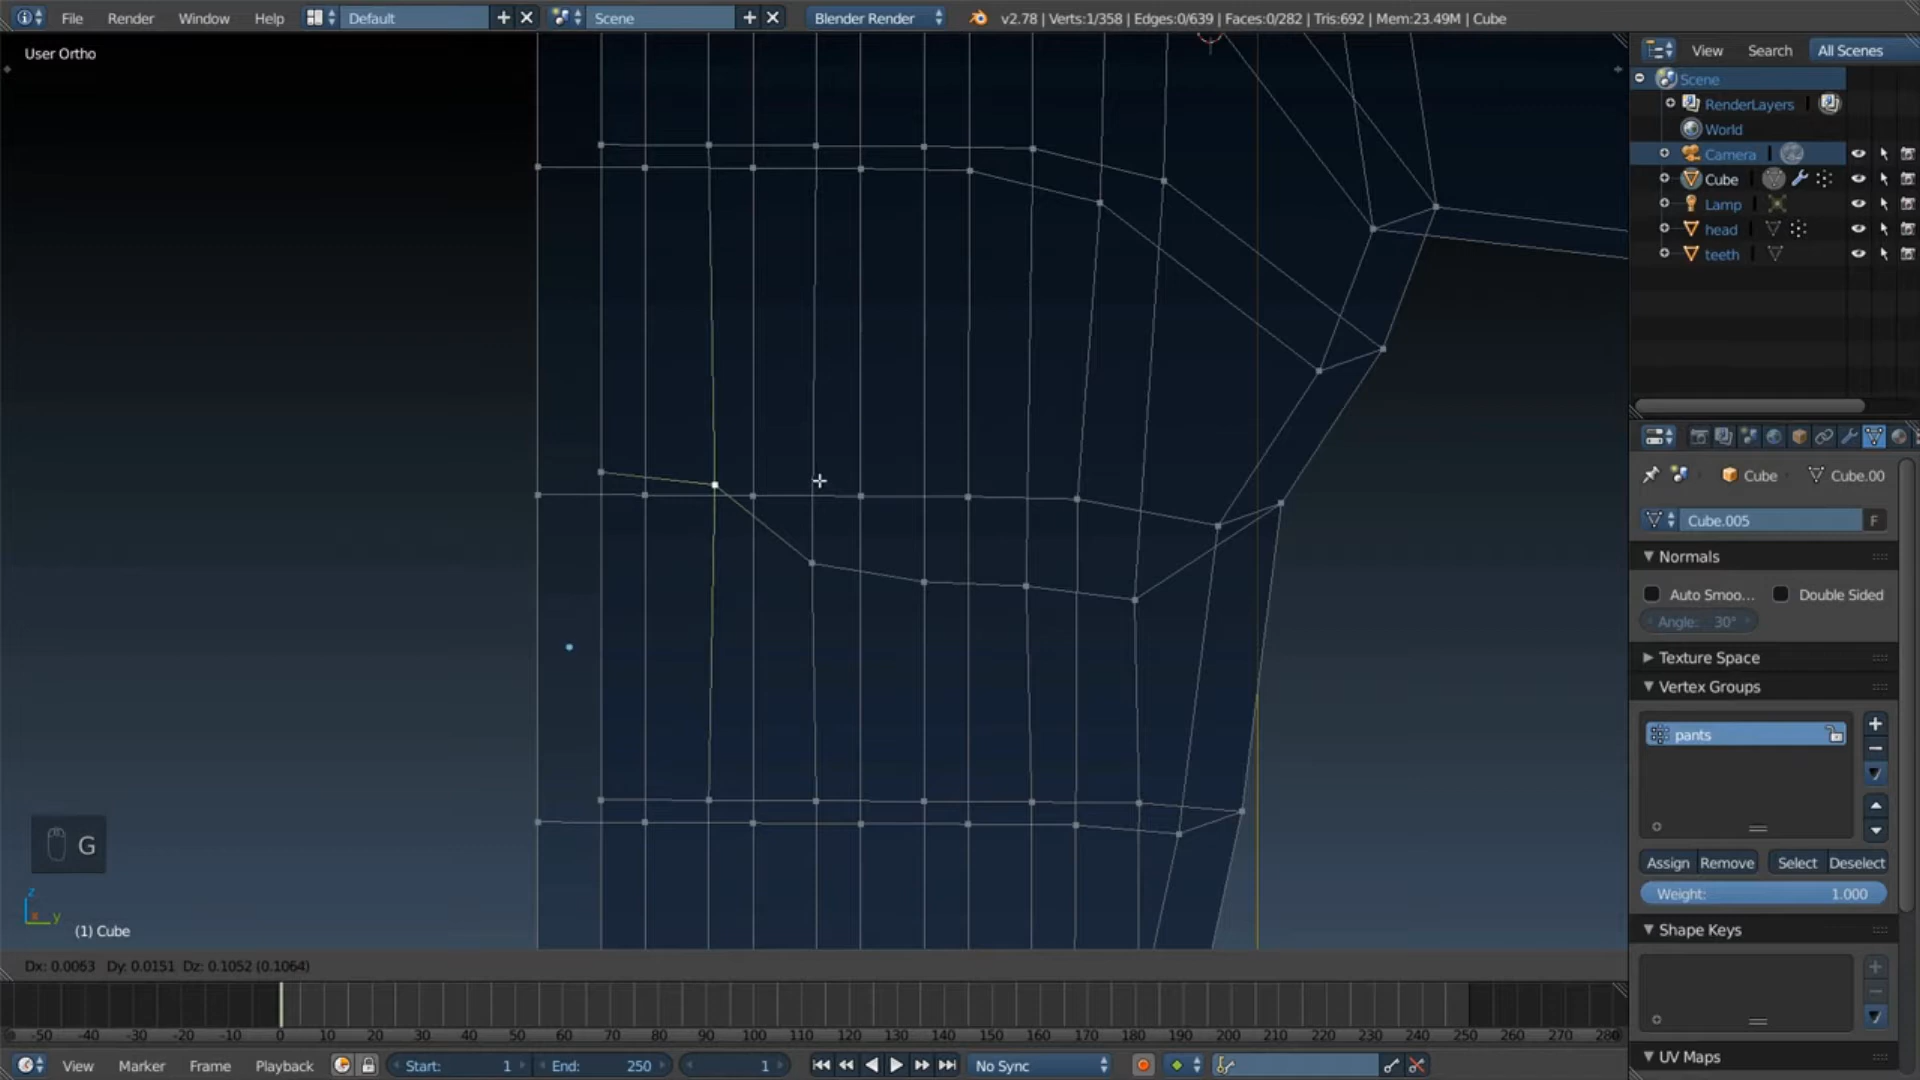 File Render Window Help Default Scene Blender Render v2.78 | Verts:1/358 | Edges:0/639 | Faces:0/282 | Tris:692 | Mem:23.49M | Cube
User Ortho
View Search All Scenes
Scene
RenderLayers
World
Camera
Cube
Lamp
head
teeth
Cube Cube.00
Cube.005 F
Normals
Auto Smoo... Double Sided
Angle: 30°
Texture Space
Vertex Groups
pants
Assign Remove Select Deselect
Weight: 1.000
Shape Keys
UV Maps
G
z
x y
(1) Cube
Dx: 0.0063 Dy: 0.0151 Dz: 0.1052 (0.1064)
-50 -40 -30 -20 -10 0 10 20 30 40 50 60 70 80 90 100 110 120 130 140 150 160 170 180 190 200 210 220 230 240 250 260 270 280
View Marker Frame Playback Start: 1 End: 250 1 No Sync